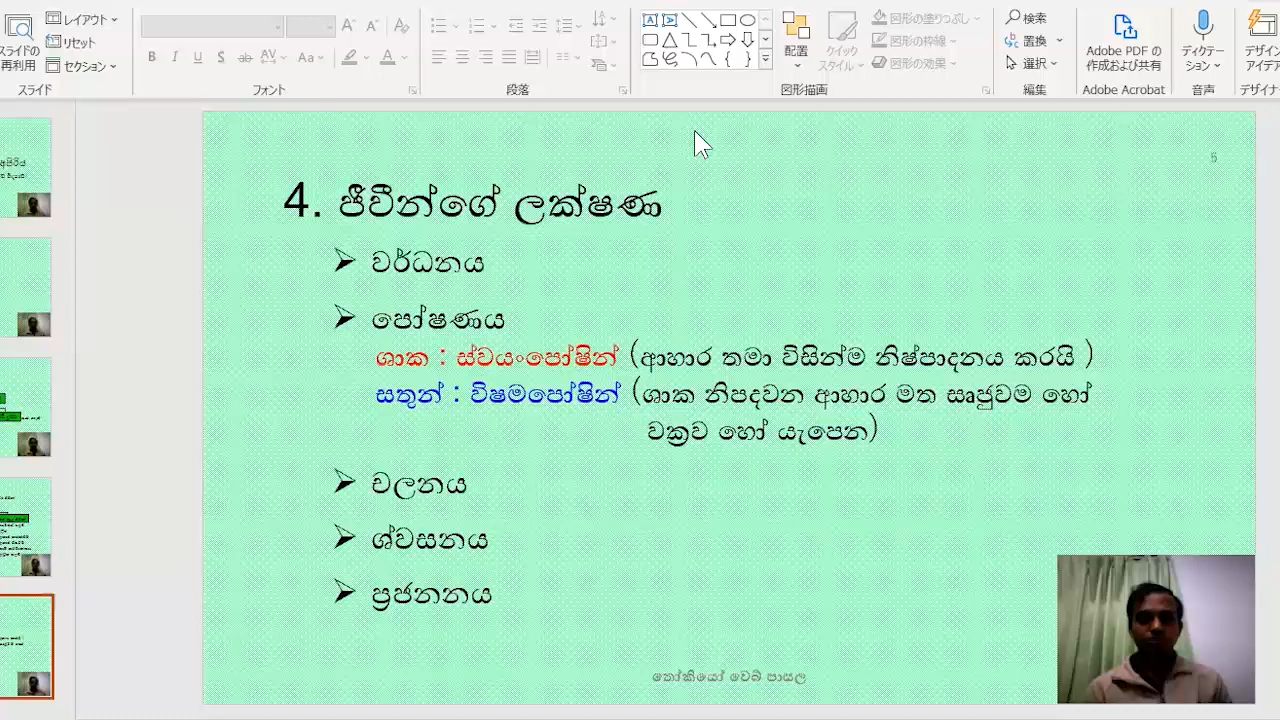 レイアウト
スライドの
再利用
リセット
セクション
スライド
B I U S ab AV Aa A
フォント
段落
配置
クイック
スタイル
図形の塗りつぶし
図形の枠線
図形の効果
図形描画
検索
置換
選択
編集
Adobe PDF の
作成および共有
Adobe Acrobat
ディクテー
ション
音声
デザイン
アイデア
デザイナー
5
4. ජීවීන්ගේ ලක්ෂණ
➢ වර්ධනය
➢ පෝෂණය
ශාක : ස්වයංපෝෂීන් (ආහාර තමා විසින්ම නිෂ්පාදනය කරයි )
සතුන් : විෂමපෝෂීන් (ශාක නිපදවන ආහාර මත සෘජුවම හෝ
වක්‍රව හෝ යැපෙන)
➢ චලනය
➢ ශ්වසනය
➢ ප්‍රජනනය
තෝකියෝ වෙබ් පාසල